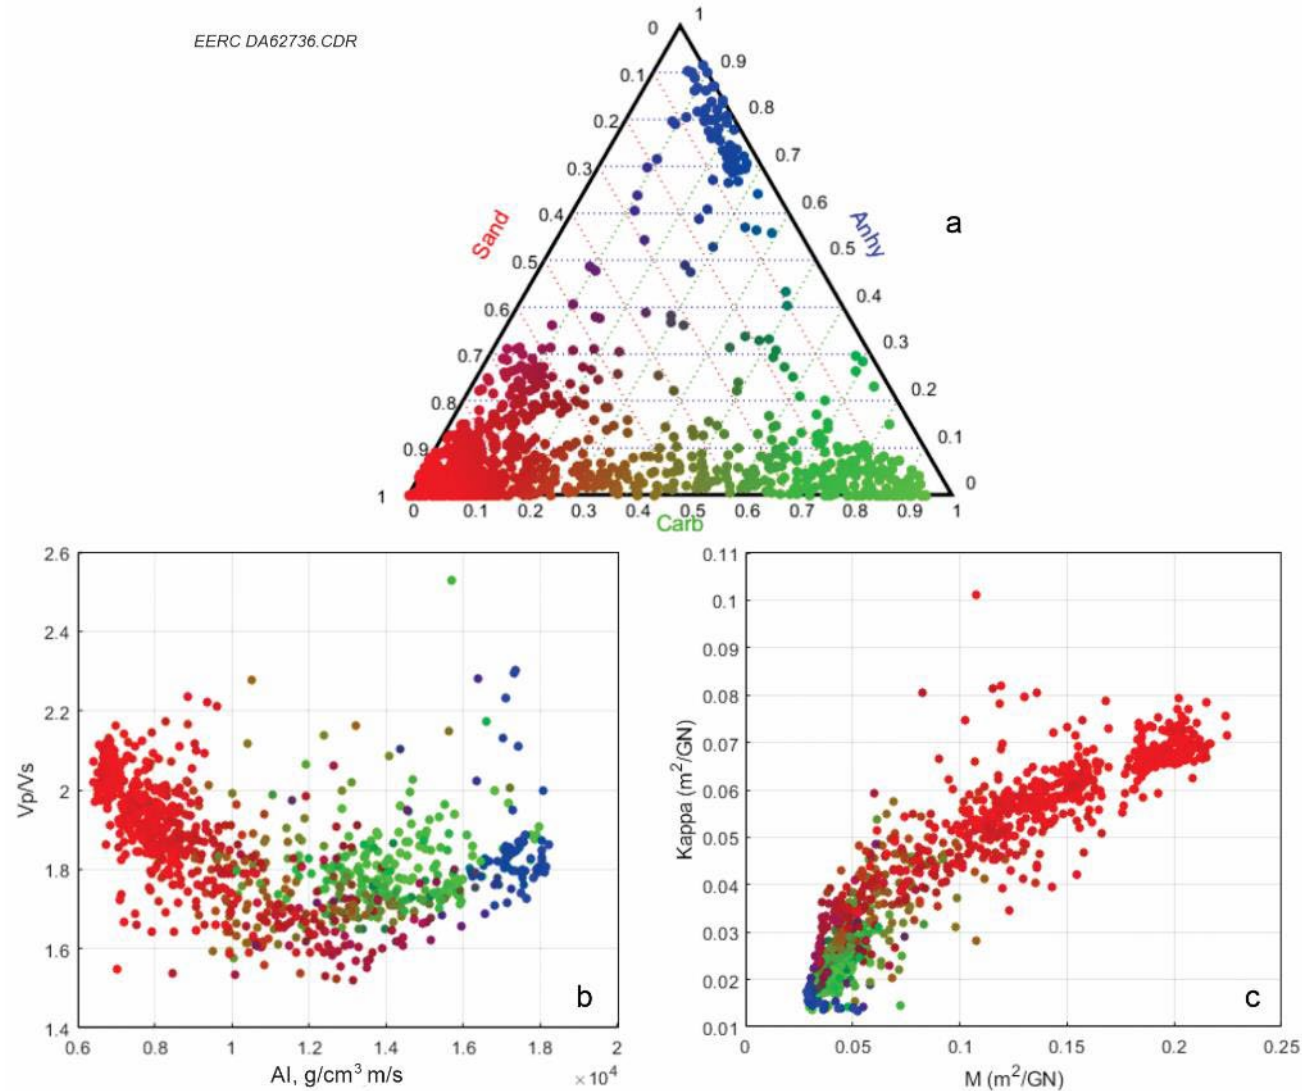 EERC DA62736.CDR
1
0
0.9
0.1
0.8
0.2
0.7
0.3
0.6
0.4
Sand
Anhy
a
0.5
0.5
0.4
0.6
0.3
0.7
0.2
0.8
0.1
0.9
0
1
0 0.1 0.2 0.3 0.4 0.5 0.6 0.7 0.8 0.9 1
Carb
2.6
2.4
2.2
2
1.8
1.6
1.4
Vp/Vs
b
0.6 0.8 1 1.2 1.4 1.6 1.8 2
AI, g/cm³ m/s
× 10⁴
0.11
0.1
0.09
0.08
0.07
0.06
0.05
0.04
0.03
0.02
0.01
Kappa (m²/GN)
c
0 0.05 0.1 0.15 0.2 0.25
M (m²/GN)